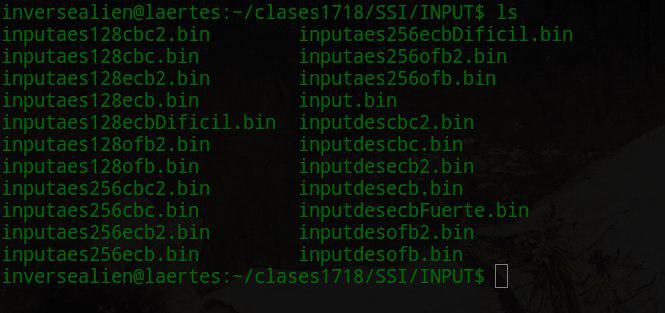 inversealien@laertes:~/clases1718/SSI/INPUT$ ls
inputaes128cbc2.bin inputaes256ecbDificil.bin
inputaes128cbc.bin inputaes256ofb2.bin
inputaes128ecb2.bin inputaes256ofb.bin
inputaes128ecb.bin input.bin
inputaes128ecbDificil.bin inputdescbc2.bin
inputaes128ofb2.bin inputdescbc.bin
inputaes128ofb.bin inputdesecb2.bin
inputaes256cbc2.bin inputdesecb.bin
inputaes256cbc.bin inputdesecbFuerte.bin
inputaes256ecb2.bin inputdesofb2.bin
inputaes256ecb.bin inputdesofb.bin
inversealien@laertes:~/clases1718/SSI/INPUT$